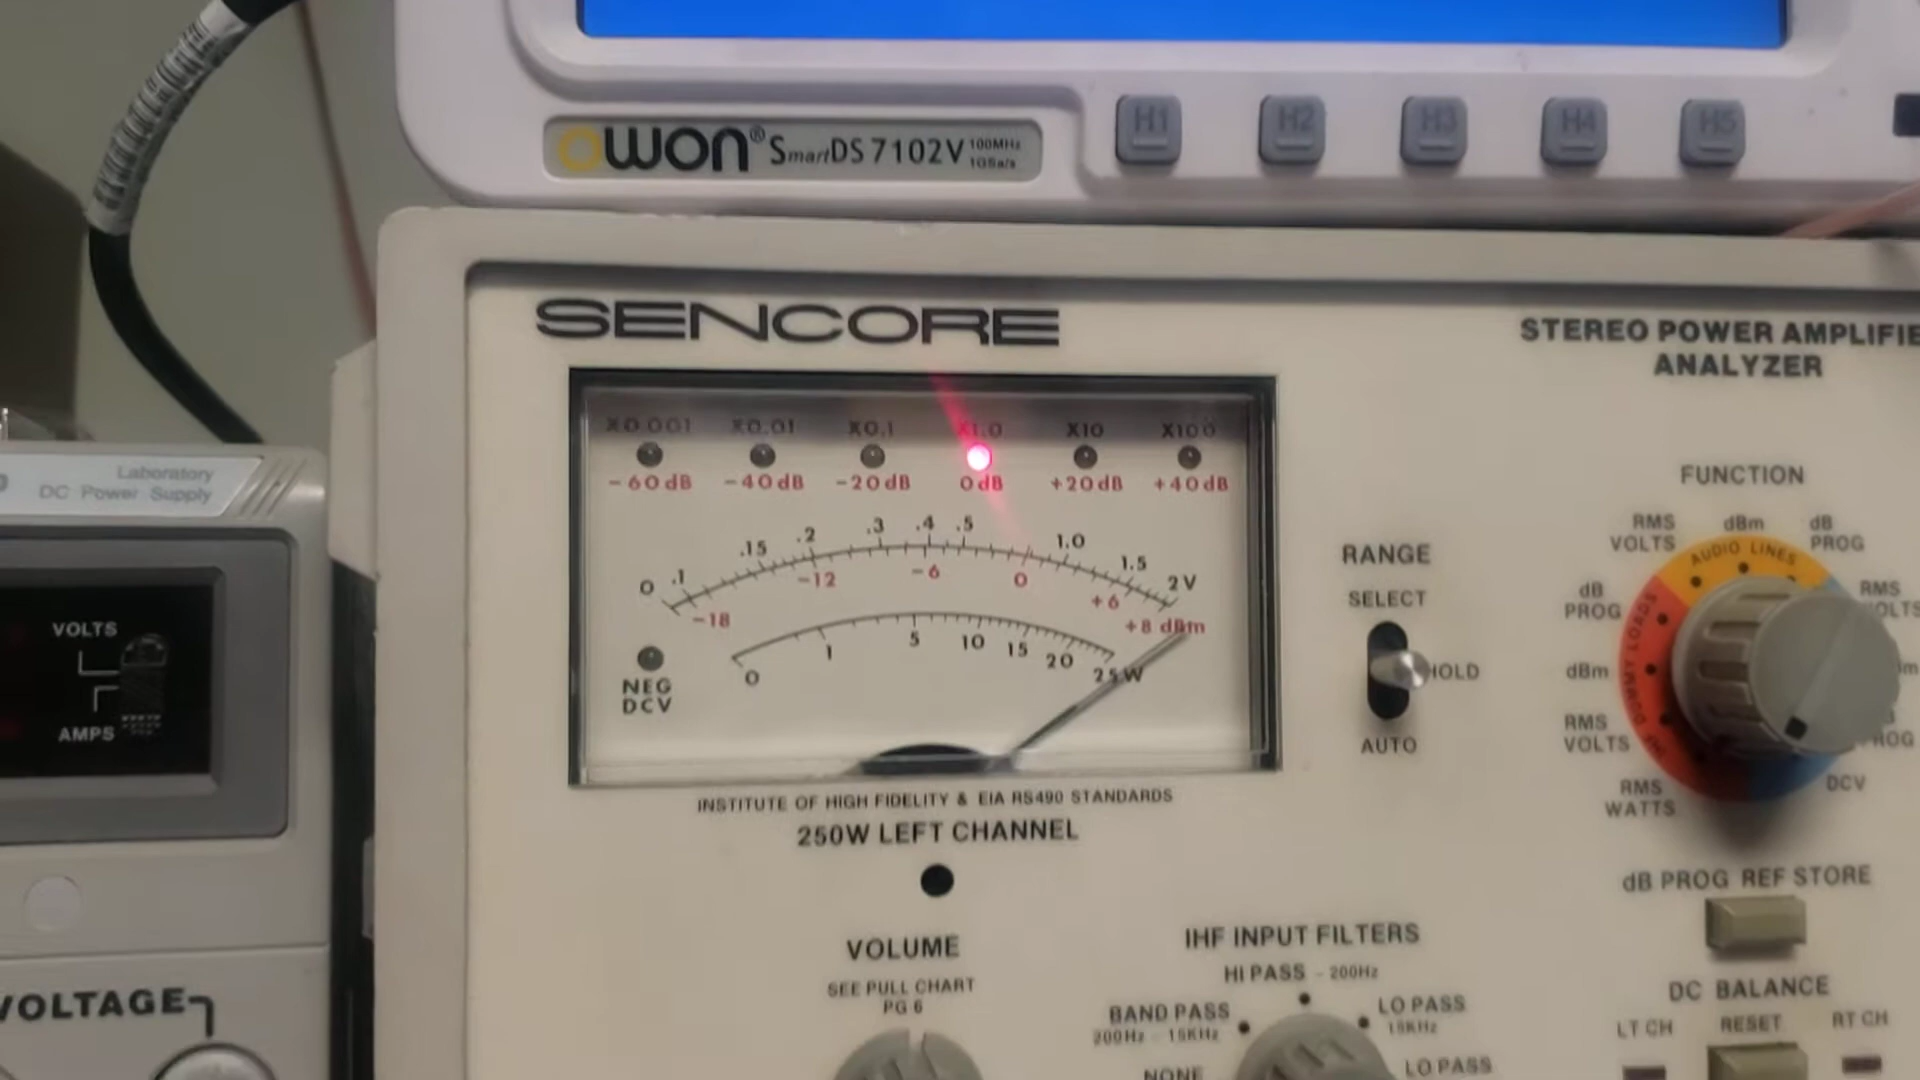 OWON® SmartDS 7102V 100MHz
1GSa/s
H1 H2 H3 H4 H5
SENCORE
STEREO POWER AMPLIFIE
ANALYZER
X0.001 X0.01 X0.1 X1.0 X10 X100
-60dB -40dB -20dB 0dB +20dB +40dB
0 .1 .15 .2 .3 .4 .5 1.0 1.5 2V
-18 -12 -6 0 +6 +8 dBm
0 1 5 10 15 20 25W
NEG
DCV
INSTITUTE OF HIGH FIDELITY & EIA RS490 STANDARDS
250W LEFT CHANNEL
VOLUME
SEE PULL CHART
PG 6
RANGE
SELECT
HOLD
AUTO
FUNCTION
RMS
VOLTS
dBm
dB
PROG
AUDIO LINES
dB
PROG
dBm
RMS
VOLTS
RMS
WATTS
DUMMY LOADS
RMS
OLTS
DCV
dB PROG REF STORE
IHF INPUT FILTERS
HI PASS - 200Hz
BAND PASS
200Hz - 15KHz
LO PASS
15KHz
NONE
LO PASS
DC BALANCE
LT CH RESET RT CH
Laboratory
DC Power Supply
VOLTS
AMPS
VOLTAGE